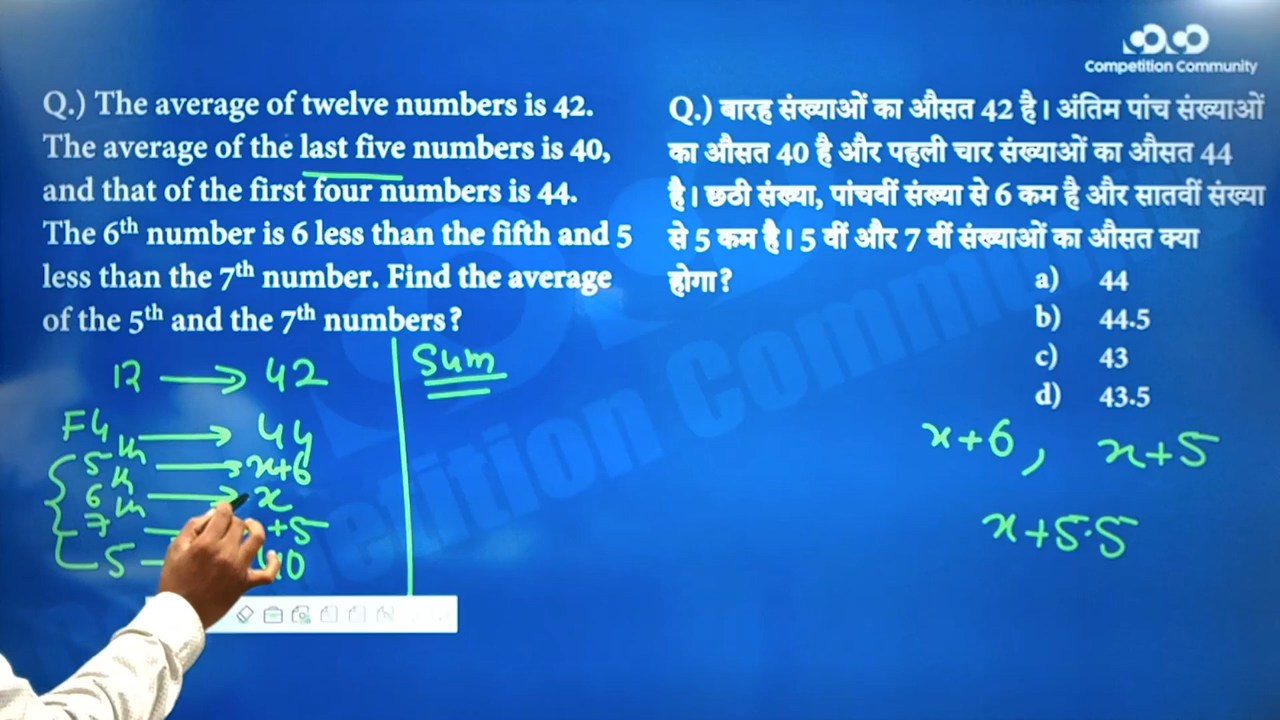 Competition Community
Q.) The average of twelve numbers is 42.
The average of the last five numbers is 40,
and that of the first four numbers is 44.
The 6th number is 6 less than the fifth and 5
less than the 7th number. Find the average
of the 5th and the 7th numbers?
Q.) बारह संख्याओं का औसत 42 है। अंतिम पांच संख्याओं
का औसत 40 है और पहली चार संख्याओं का औसत 44
है। छठी संख्या, पांचवीं संख्या से 6 कम है और सातवीं संख्या
से 5 कम है। 5 वीं और 7 वीं संख्याओं का औसत क्या
होगा?
a) 44
b) 44.5
c) 43
d) 43.5
12 → 42
F4 → 44
5th → x+6
6th → x
7th +5
5 40
Sum
x+6, x+5
x+5.5